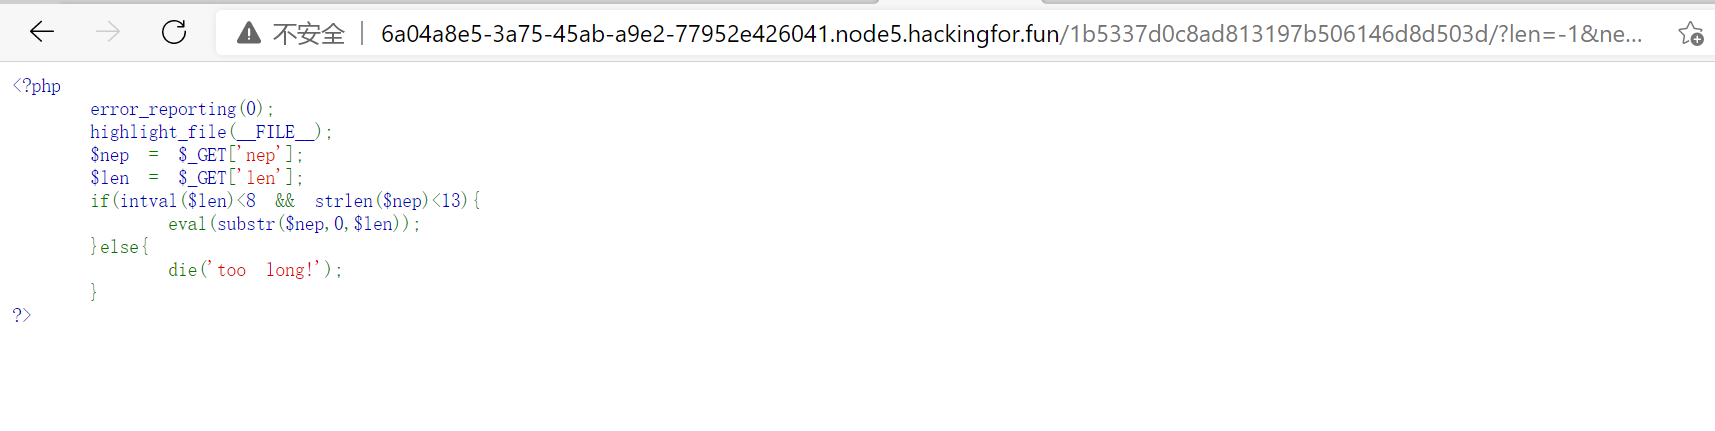 不安全 | 6a04a8e5-3a75-45ab-a9e2-77952e426041.node5.hackingfor.fun/1b5337d0c8ad813197b506146d8d503d/?len=-1&ne...
<?php
error_reporting(0);
highlight_file(__FILE__);
$nep = $_GET['nep'];
$len = $_GET['len'];
if(intval($len)<8 && strlen($nep)<13){
eval(substr($nep,0,$len));
}else{
die('too long!');
}
?>